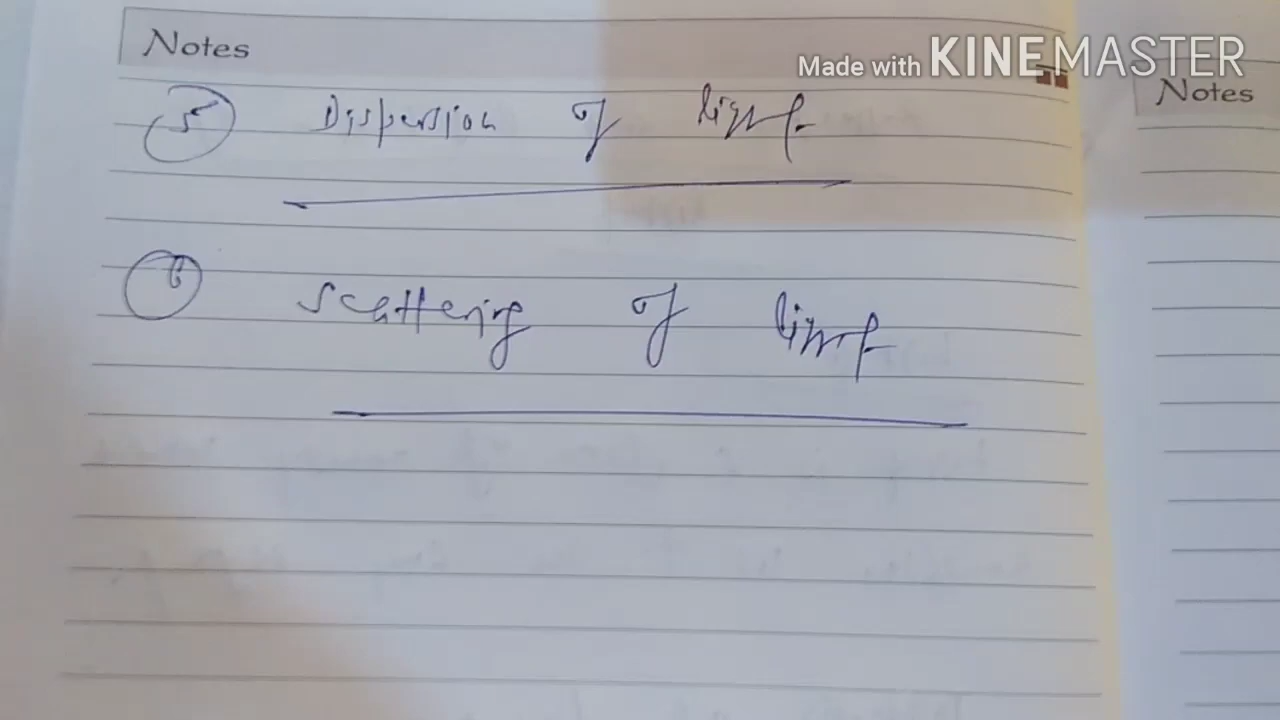 Notes
Made with KINEMASTER
Notes
5 Dispersion of light
6 Scattering of light